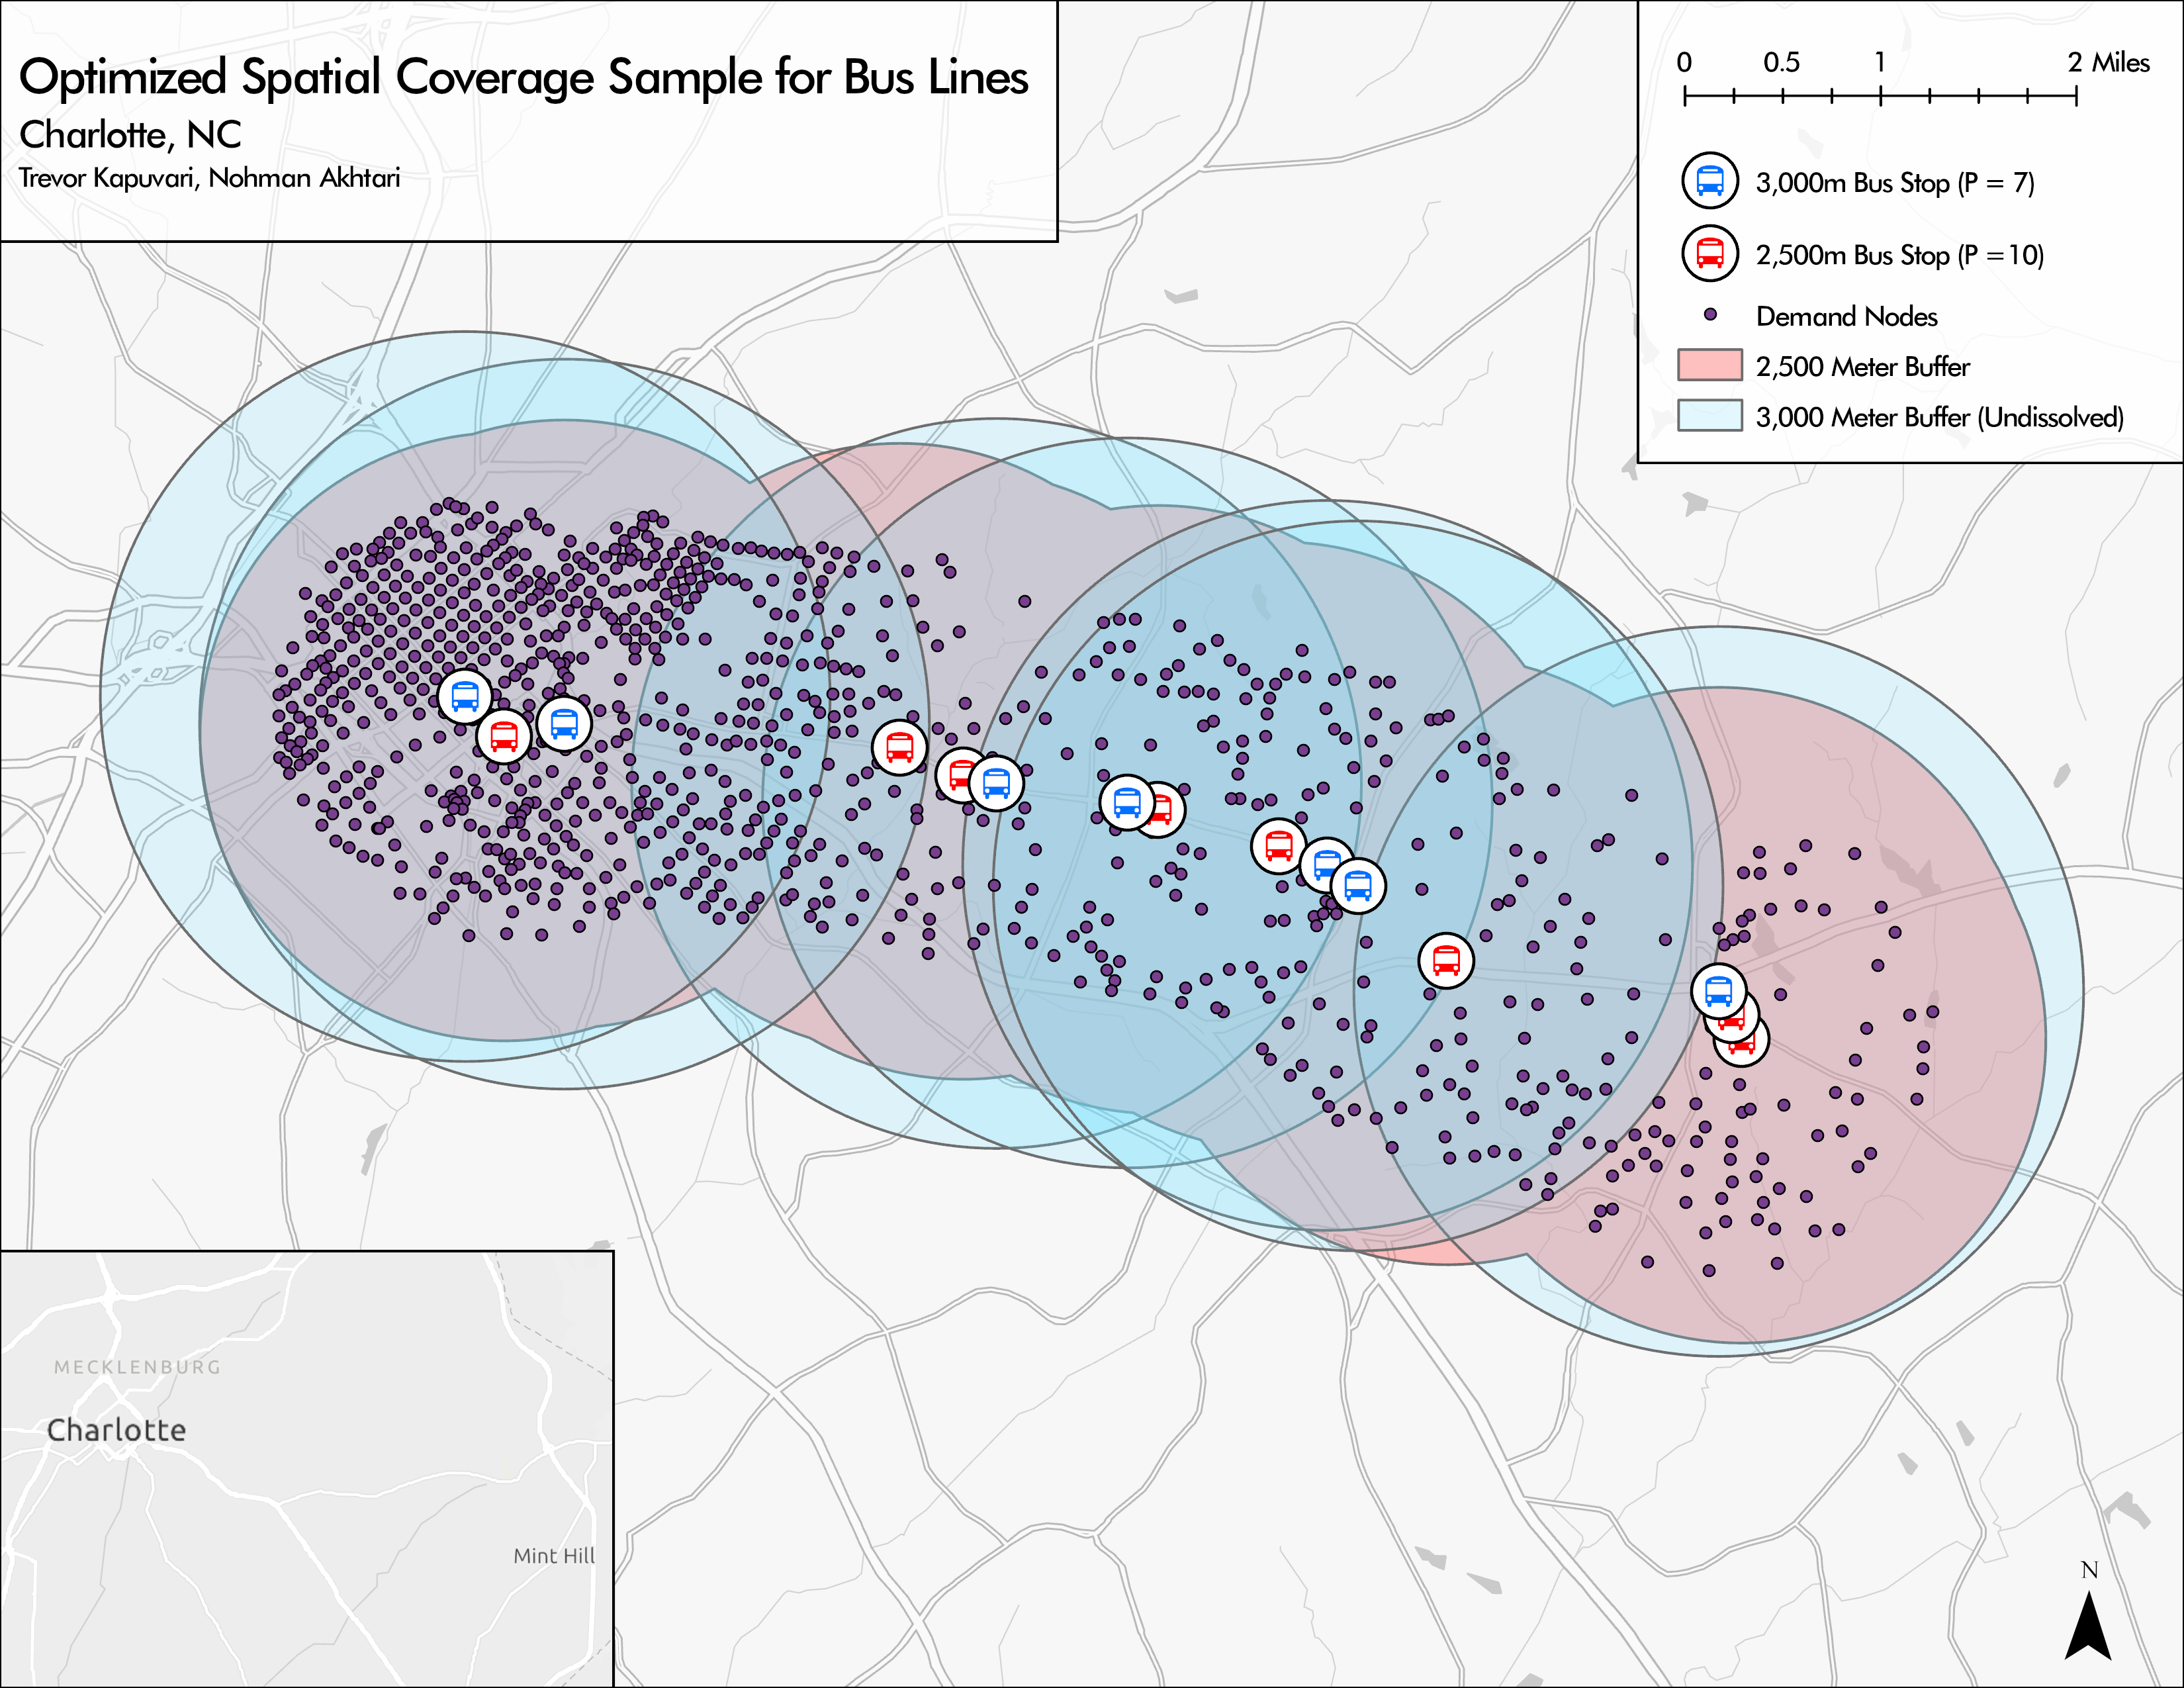 Optimized Spatial Coverage Sample for Bus Lines
Charlotte, NC
Trevor Kapuvari, Nohman Akhtari
0 0.5 1 2 Miles
3,000m Bus Stop (P = 7)
2,500m Bus Stop (P =10)
Demand Nodes
2,500 Meter Buffer
3,000 Meter Buffer (Undissolved)
MECKLENBURG
Charlotte
Mint Hill
N